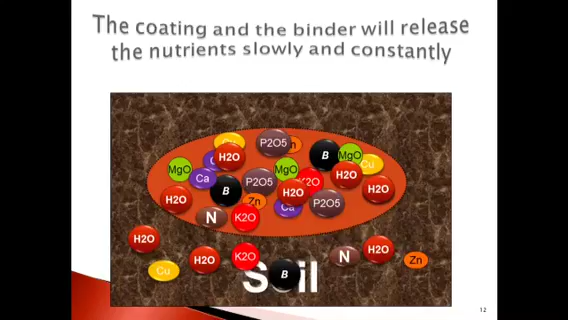 The coating and the binder will release
the nutrients slowly and constantly
P2O5
B
MgO
H2O
Cu
MgO
MgO
Ca
K2O
H2O
H2O
P2O5
B
H2O
H2O
Zn
Ca
P2O5
N
K2O
H2O
H2O
K2O
N
H2O
Zn
Cu
B
Soil
12